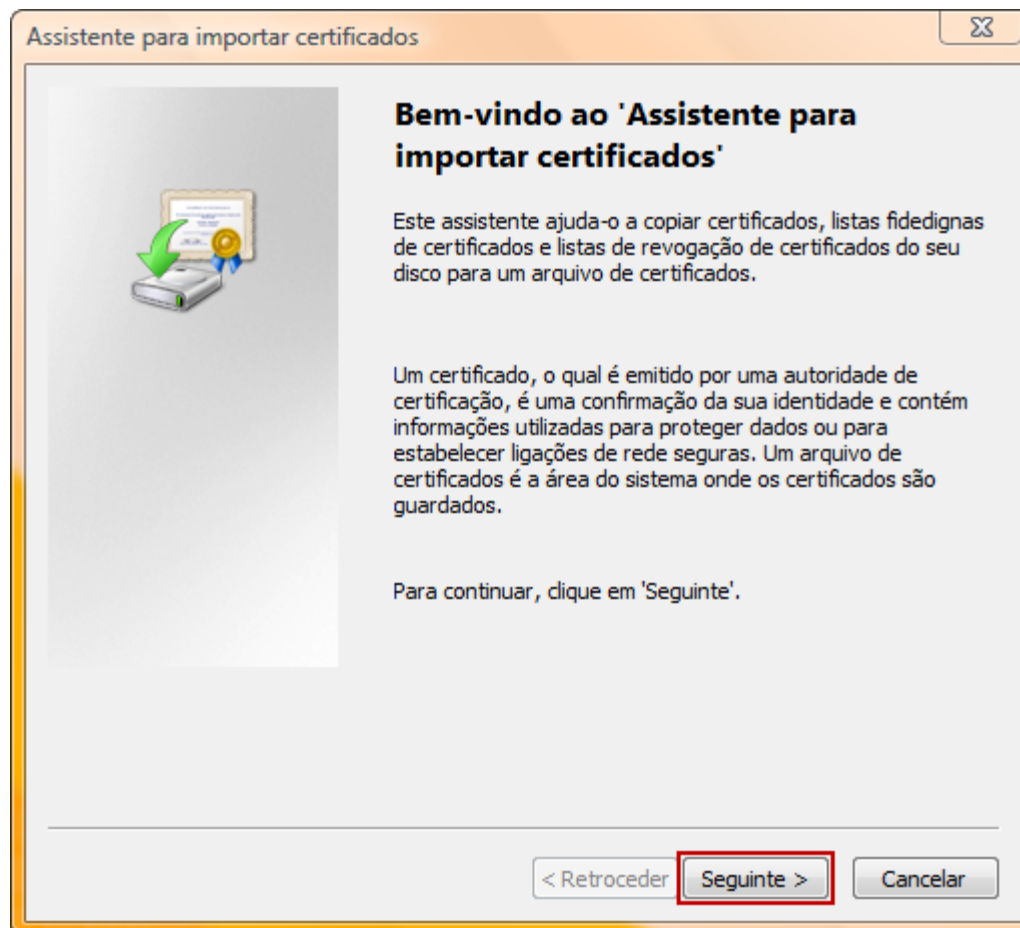 Assistente para importar certificados
Bem-vindo ao 'Assistente para
importar certificados'
Este assistente ajuda-o a copiar certificados, listas fidedignas
de certificados e listas de revogação de certificados do seu
disco para um arquivo de certificados.
Um certificado, o qual é emitido por uma autoridade de
certificação, é uma confirmação da sua identidade e contém
informações utilizadas para proteger dados ou para
estabelecer ligações de rede seguras. Um arquivo de
certificados é a área do sistema onde os certificados são
guardados.
Para continuar, clique em 'Seguinte'.
< Retroceder Seguinte > Cancelar